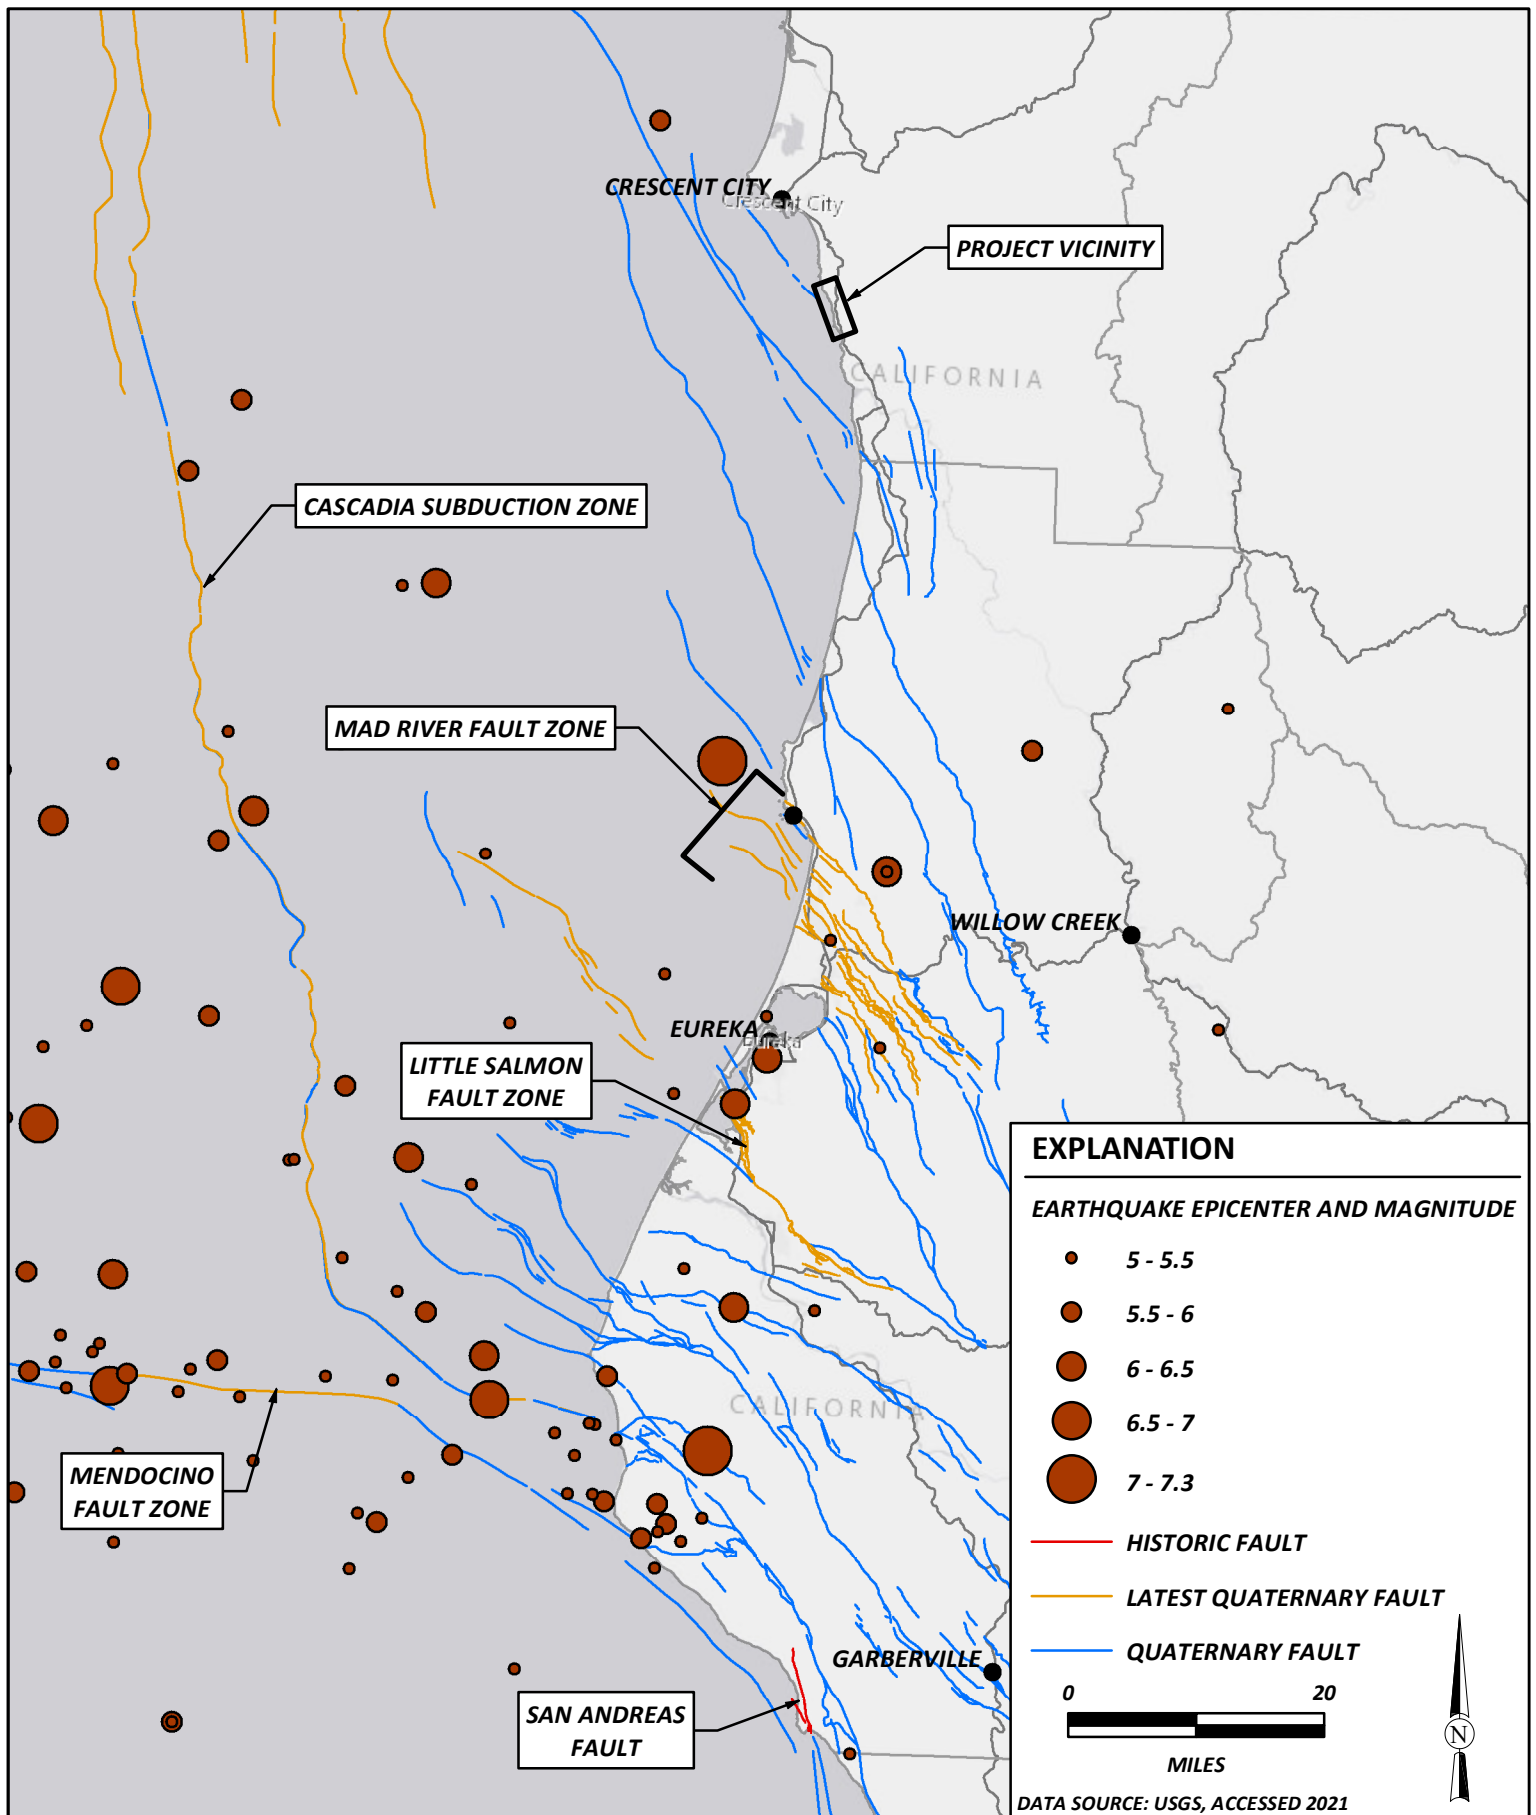 CRESCENT CITY
Crescent City
PROJECT VICINITY
CALIFORNIA
CASCADIA SUBDUCTION ZONE
MAD RIVER FAULT ZONE
WILLOW CREEK
EUREKA
Eureka
LITTLE SALMON
FAULT ZONE
CALIFORNIA
MENDOCINO
FAULT ZONE
GARBERVILLE
SAN ANDREAS
FAULT
EXPLANATION
EARTHQUAKE EPICENTER AND MAGNITUDE
5 - 5.5
5.5 - 6
6 - 6.5
6.5 - 7
7 - 7.3
HISTORIC FAULT
LATEST QUATERNARY FAULT
QUATERNARY FAULT
0 20
MILES
N
DATA SOURCE: USGS, ACCESSED 2021